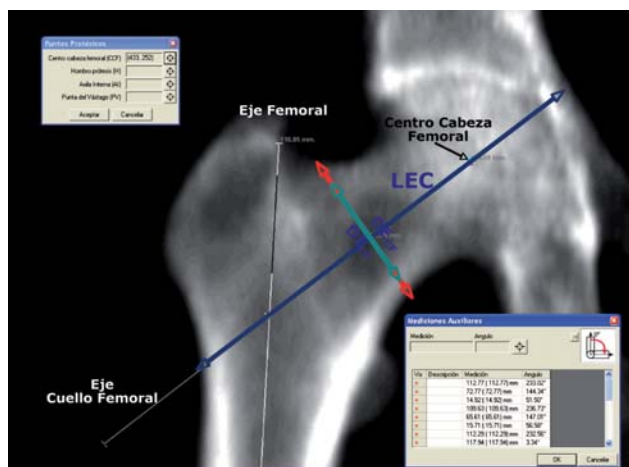 Puntos Protésicos
Centro cabeza femoral (CCF) (433, 252)
Hombro prótesis (H)
Axila Interna (AI)
Punta del Vástago (PV)
Aceptar Cancelar
Eje Femoral
116.85 mm.
Centro Cabeza
Femoral
LEC
Eje
Cuello Femoral
Mediciones Auxiliares
Medición Angulo
Vis Descripción Medición Angulo
112.77 (112.77) mm 233.02°
72.77 (72.77) mm 144.34°
14.92 (14.92) mm 51.50°
109.63 (109.63) mm 236.73°
65.61 (65.61) mm 147.01°
15.71 (15.71) mm 56.58°
112.29 (112.29) mm 232.56°
117.94 (117.94) mm 3.34°
OK Cancelar